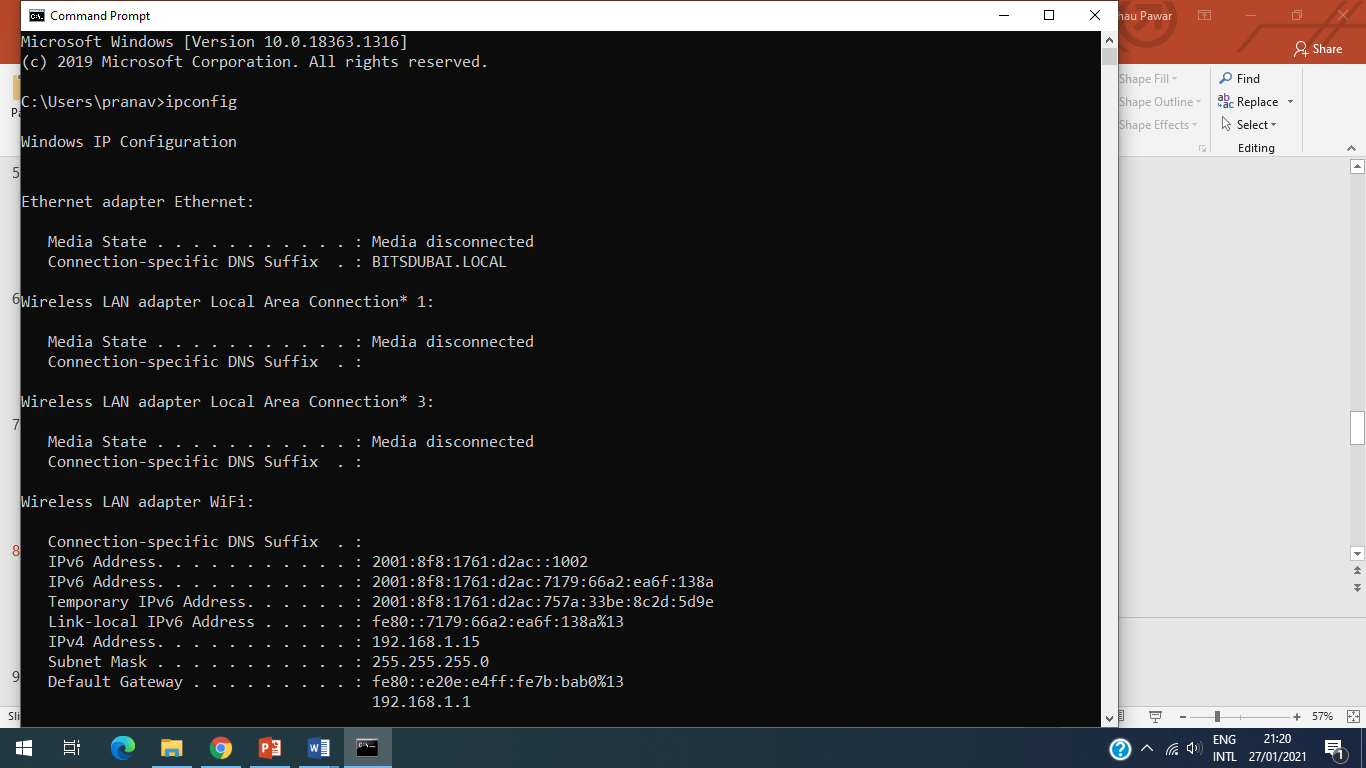 Command Prompt
Microsoft Windows [Version 10.0.18363.1316]
(c) 2019 Microsoft Corporation. All rights reserved.
C:\Users\pranav>ipconfig
Windows IP Configuration
Ethernet adapter Ethernet:
Media State . . . . . . . . . . . : Media disconnected
Connection-specific DNS Suffix  . : BITSDUBAI.LOCAL
Wireless LAN adapter Local Area Connection* 1:
Media State . . . . . . . . . . . : Media disconnected
Connection-specific DNS Suffix  . :
Wireless LAN adapter Local Area Connection* 3:
Media State . . . . . . . . . . . : Media disconnected
Connection-specific DNS Suffix  . :
Wireless LAN adapter WiFi:
Connection-specific DNS Suffix  . :
IPv6 Address. . . . . . . . . . . : 2001:8f8:1761:d2ac::1002
IPv6 Address. . . . . . . . . . . : 2001:8f8:1761:d2ac:7179:66a2:ea6f:138a
Temporary IPv6 Address. . . . . . : 2001:8f8:1761:d2ac:757a:33be:8c2d:5d9e
Link-local IPv6 Address . . . . . : fe80::7179:66a2:ea6f:138a%13
IPv4 Address. . . . . . . . . . . : 192.168.1.15
Subnet Mask . . . . . . . . . . . : 255.255.255.0
Default Gateway . . . . . . . . . : fe80::e20e:e4ff:fe7b:bab0%13
192.168.1.1
Pawar
Share
Shape Fill
Shape Outline
Shape Effects
Find
Replace
Select
Editing
5
6
7
8
9
57%
ENG
INTL
21:20
27/01/2021
1